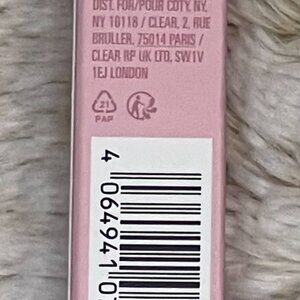 DIST. FOR/POUR COTY, NY,
NY 10118 / CLEAR, 2, RUE
BRULLER, 75014 PARIS /
CLEAR RP UK LTD, SW1V
1EJ LONDON
21
PAP
4 064941 0